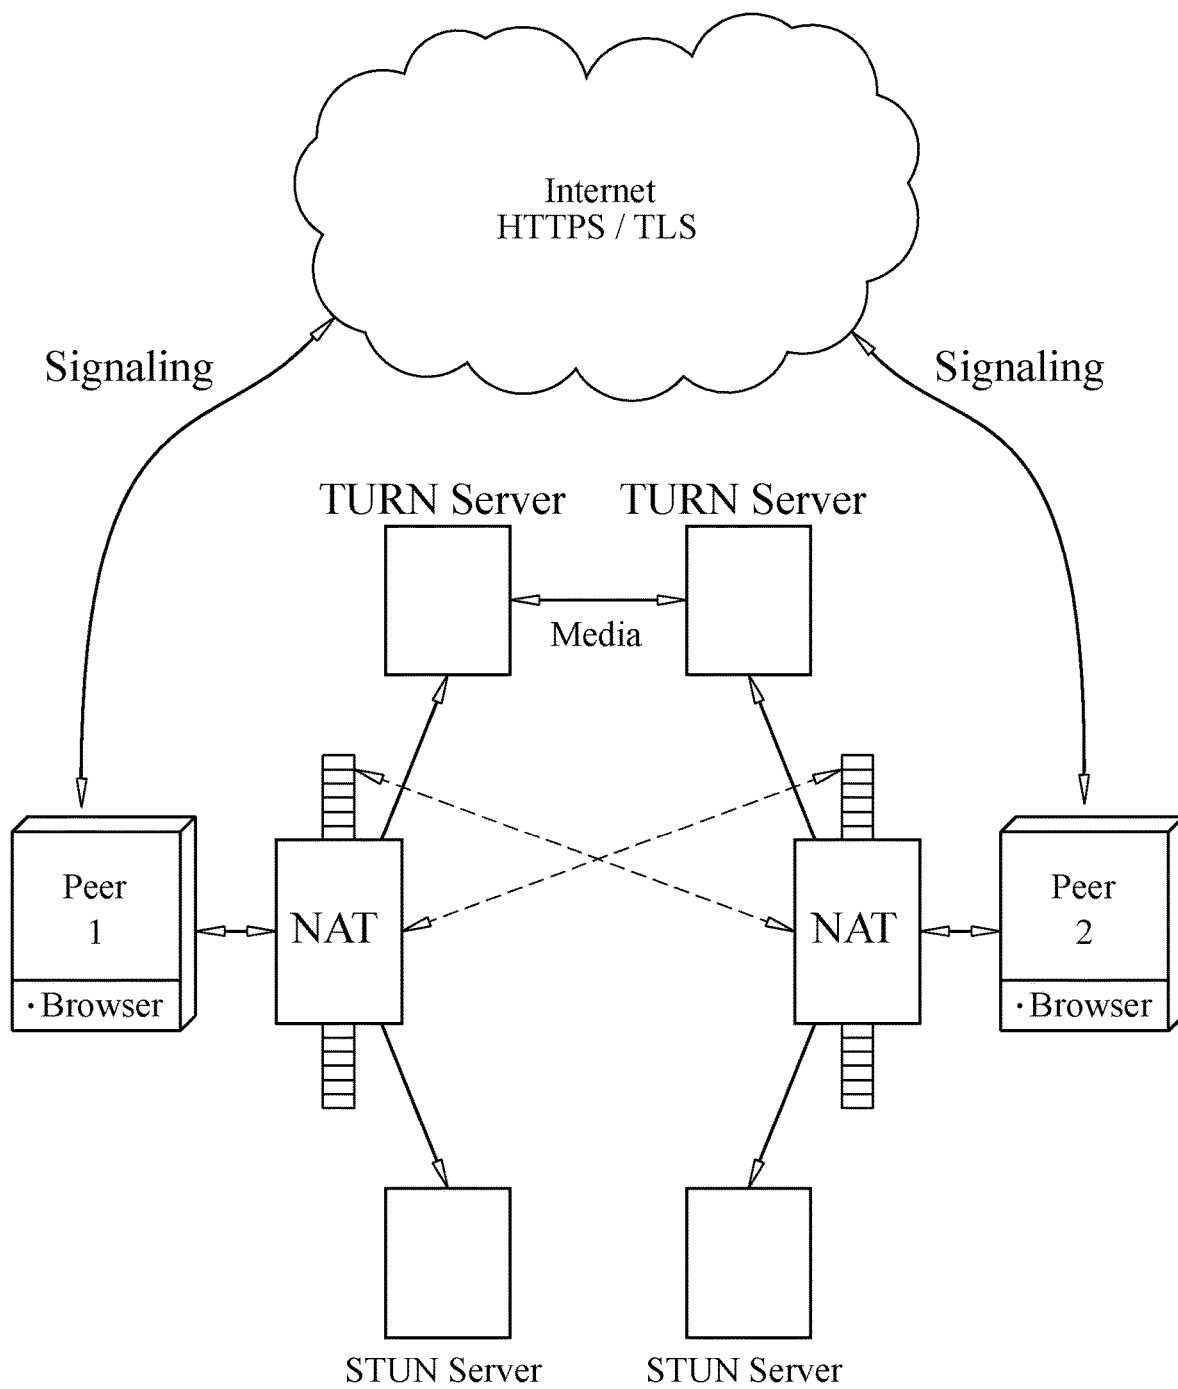 Internet
HTTPS / TLS
Signaling
Signaling
TURN Server
TURN Server
Media
Peer
1
·Browser
NAT
NAT
Peer
2
·Browser
STUN Server
STUN Server